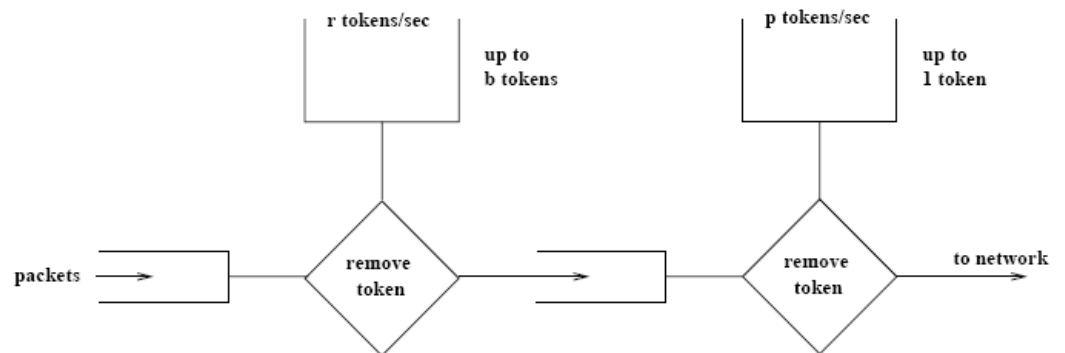 r tokens/sec
up to
b tokens
p tokens/sec
up to
1 token
packets
remove
token
remove
token
to network